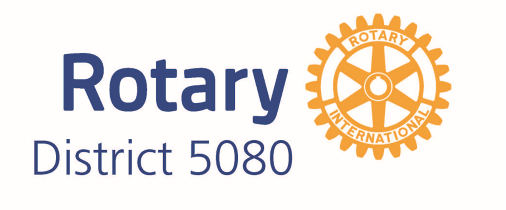 Rotary
District 5080
ROTARY
INTERNATIONAL